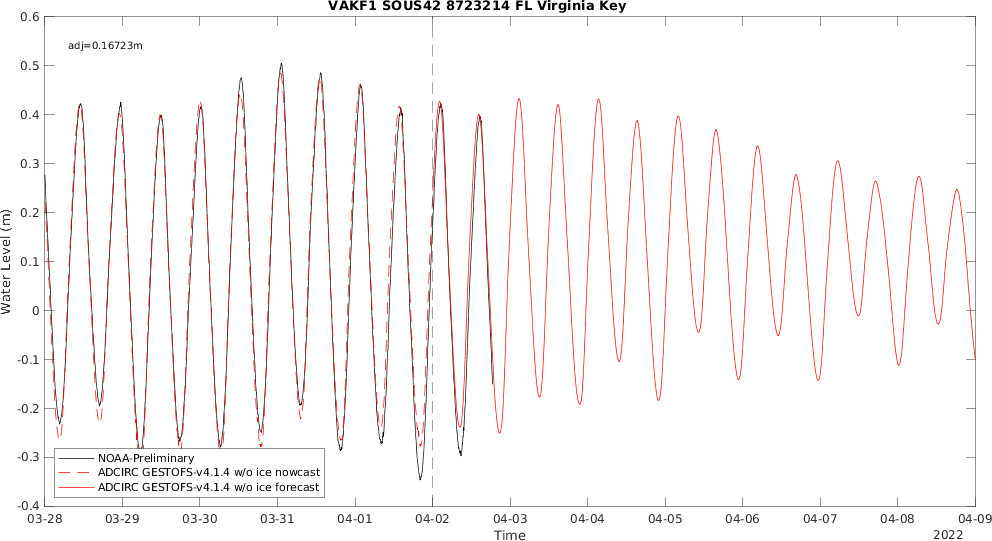 VAKF1 SOUS42 8723214 FL Virginia Key
adj=0.16723m
0.6
0.5
0.4
0.3
0.2
0.1
0
-0.1
-0.2
-0.3
-0.4
Water Level (m)
NOAA-Preliminary
ADCIRC GESTOFS-v4.1.4 w/o ice nowcast
ADCIRC GESTOFS-v4.1.4 w/o ice forecast
03-28 03-29 03-30 03-31 04-01 04-02 04-03 04-04 04-05 04-06 04-07 04-08 04-09
Time
2022